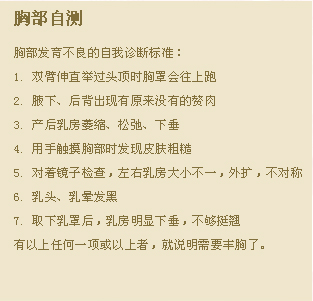 胸部自测
胸部发育不良的自我诊断标准：
1. 双臂伸直举过头顶时胸罩会往上跑
2. 腋下、后背出现有原来没有的赘肉
3. 产后乳房萎缩、松弛、下垂
4. 用手触摸胸部时发现皮肤粗糙
5. 对着镜子检查，左右乳房大小不一，外扩，不对称
6. 乳头、乳晕发黑
7. 取下乳罩后，乳房明显下垂，不够挺翘
有以上任何一项或以上者，就说明需要丰胸了。